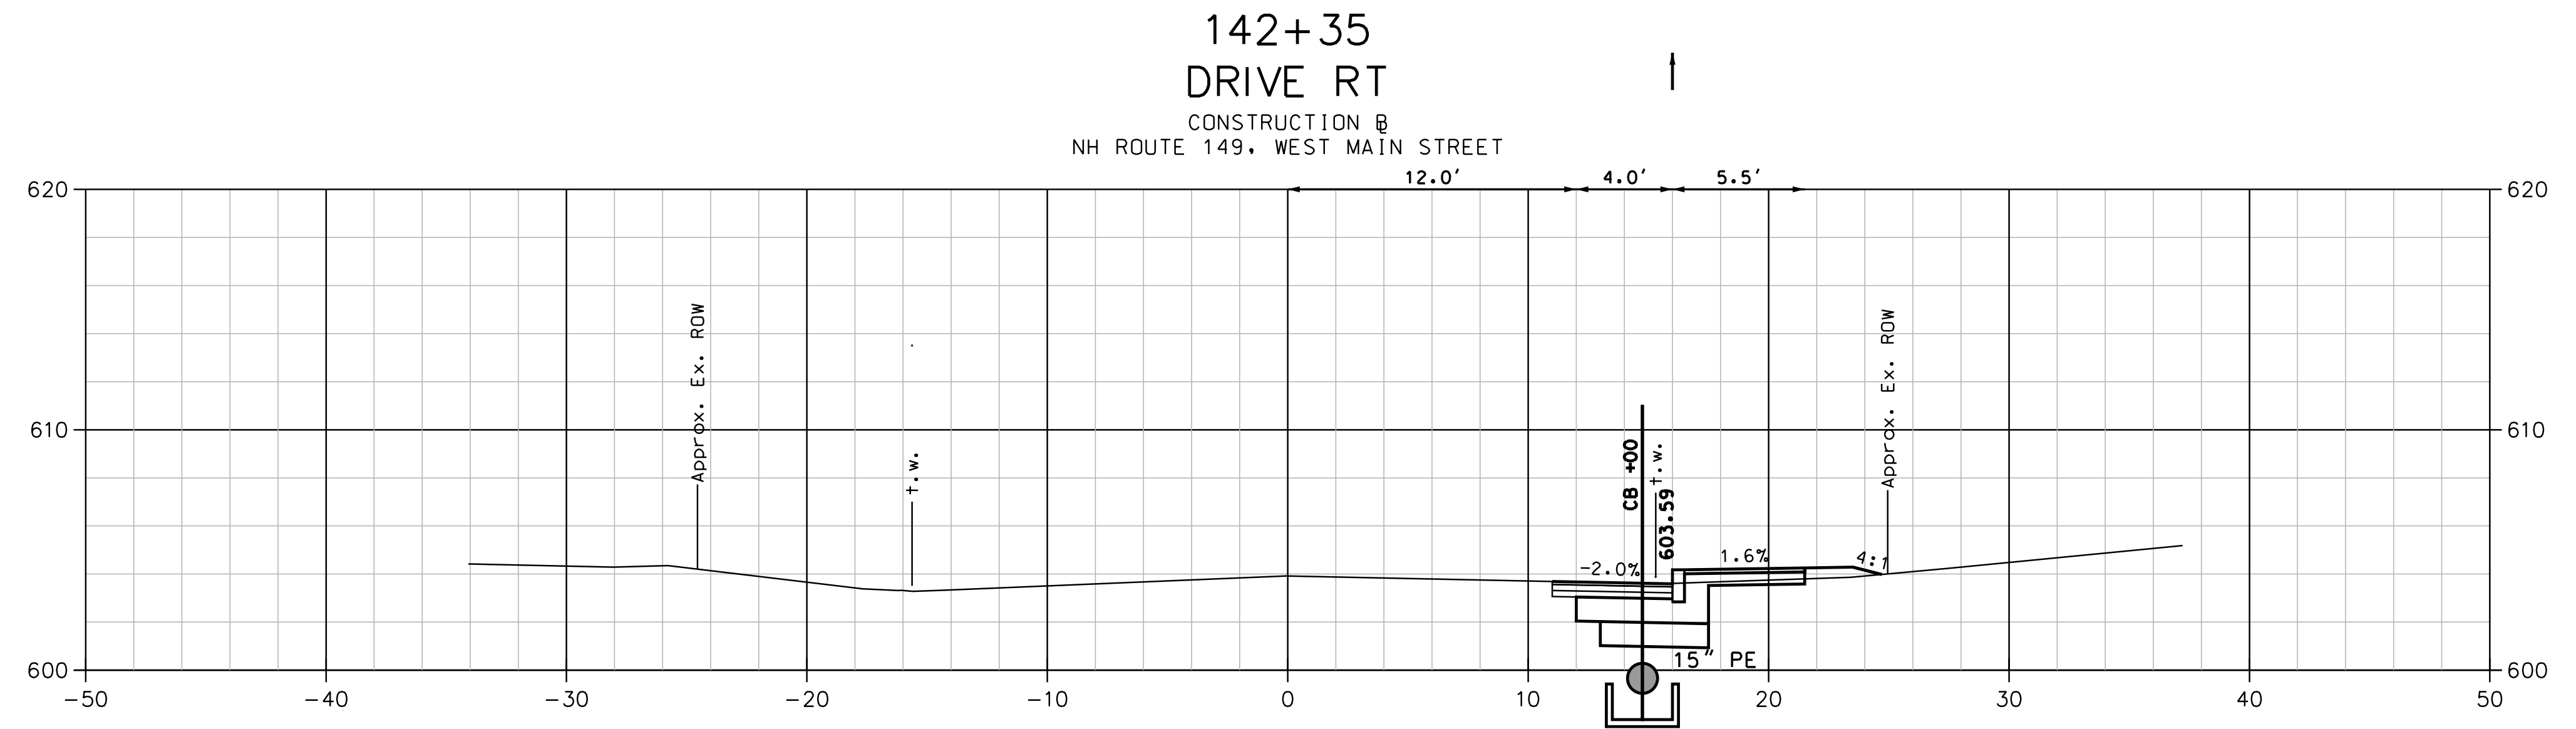 142+35
DRIVE RT
CONSTRUCTION BL
NH ROUTE 149, WEST MAIN STREET
12.0' 4.0' 5.5'
620 620
Approx. Ex. ROW
t.w.
CB +00
t.w.
603.59
Approx. Ex. ROW
610 610
-2.0% 1.6% 4:1
15" PE
600 600
-50 -40 -30 -20 -10 0 10 20 30 40 50